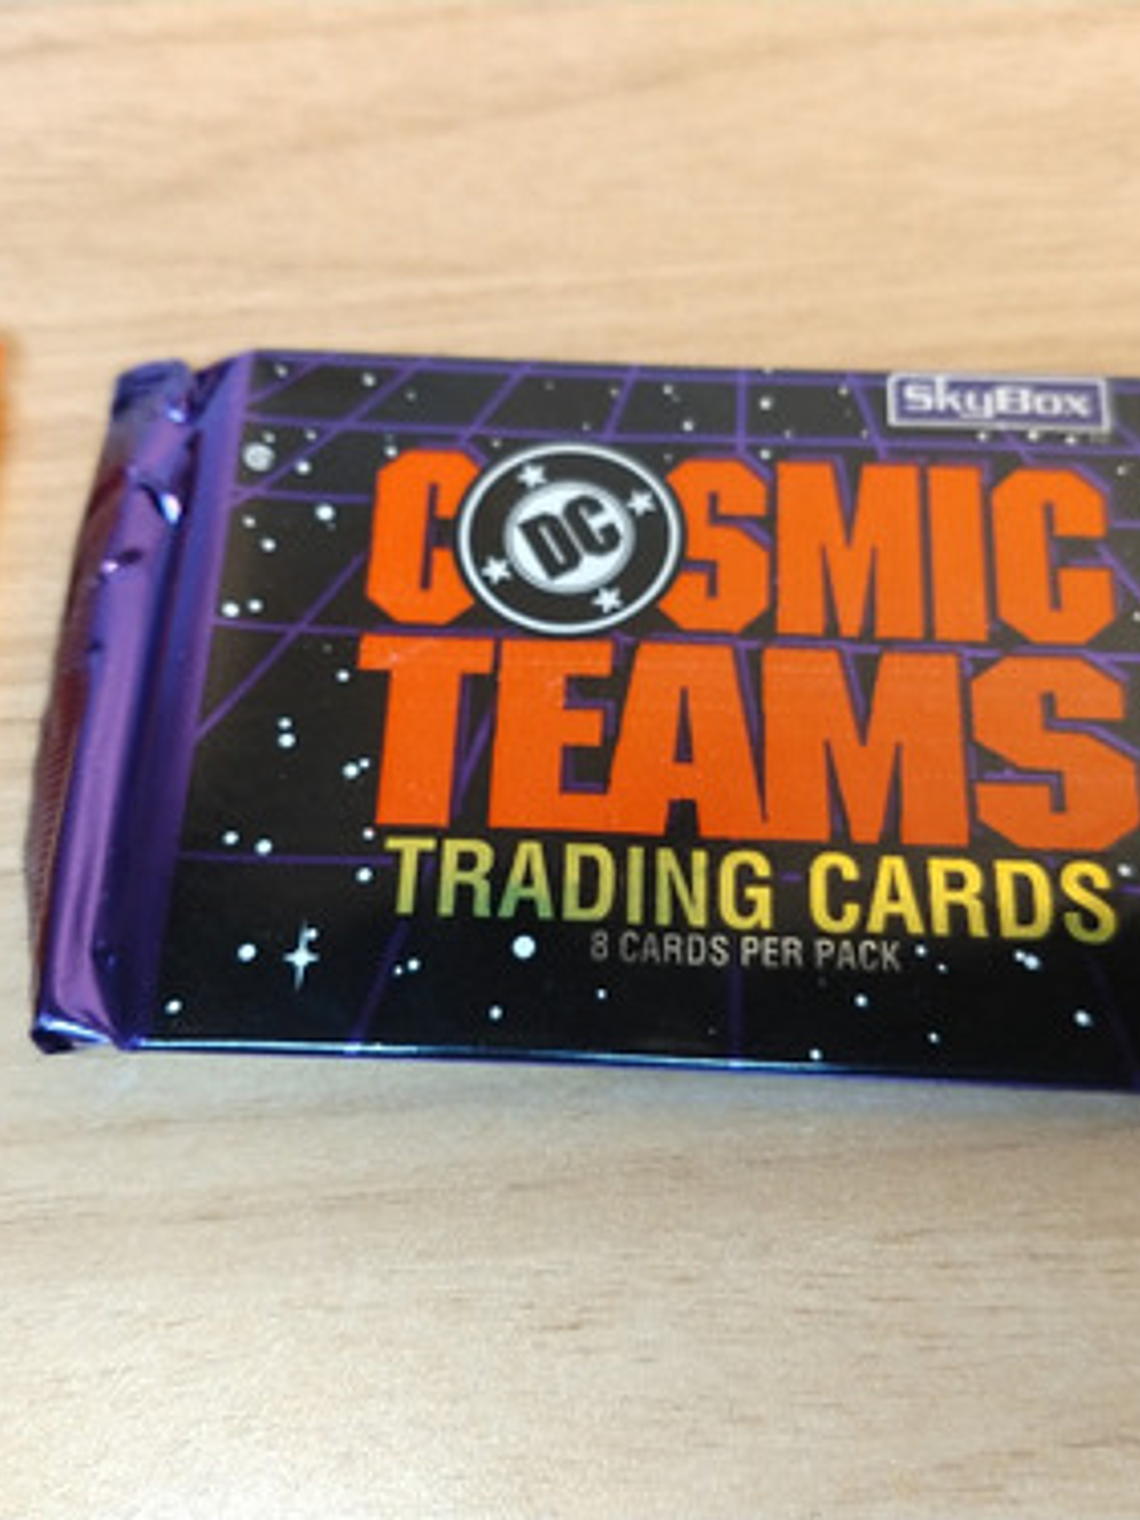 SkyBox
COSMIC
DC
TEAMS
TRADING CARDS
8 CARDS PER PACK